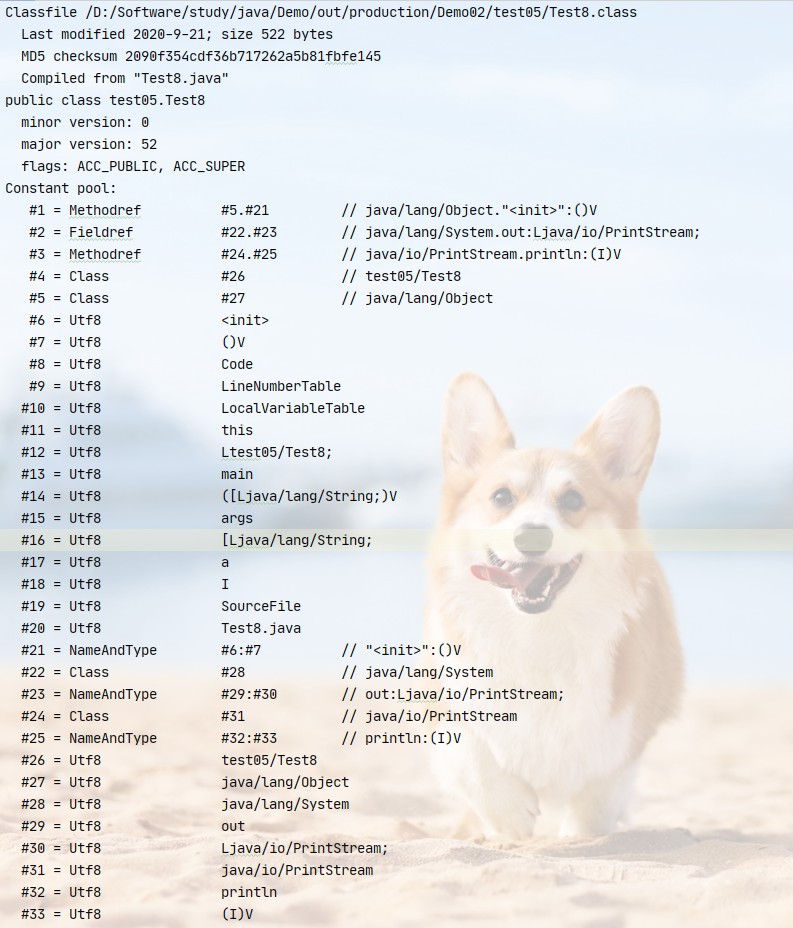 Classfile /D:/Software/study/java/Demo/out/production/Demo02/test05/Test8.class
  Last modified 2020-9-21; size 522 bytes
  MD5 checksum 2090f354cdf36b717262a5b81fbfe145
  Compiled from "Test8.java"
public class test05.Test8
  minor version: 0
  major version: 52
  flags: ACC_PUBLIC, ACC_SUPER
Constant pool:
   #1 = Methodref          #5.#21         // java/lang/Object."<init>":()V
   #2 = Fieldref           #22.#23        // java/lang/System.out:Ljava/io/PrintStream;
   #3 = Methodref          #24.#25        // java/io/PrintStream.println:(I)V
   #4 = Class              #26            // test05/Test8
   #5 = Class              #27            // java/lang/Object
   #6 = Utf8               <init>
   #7 = Utf8               ()V
   #8 = Utf8               Code
   #9 = Utf8               LineNumberTable
  #10 = Utf8               LocalVariableTable
  #11 = Utf8               this
  #12 = Utf8               Ltest05/Test8;
  #13 = Utf8               main
  #14 = Utf8               ([Ljava/lang/String;)V
  #15 = Utf8               args
  #16 = Utf8               [Ljava/lang/String;
  #17 = Utf8               a
  #18 = Utf8               I
  #19 = Utf8               SourceFile
  #20 = Utf8               Test8.java
  #21 = NameAndType        #6:#7          // "<init>":()V
  #22 = Class              #28            // java/lang/System
  #23 = NameAndType        #29:#30        // out:Ljava/io/PrintStream;
  #24 = Class              #31            // java/io/PrintStream
  #25 = NameAndType        #32:#33        // println:(I)V
  #26 = Utf8               test05/Test8
  #27 = Utf8               java/lang/Object
  #28 = Utf8               java/lang/System
  #29 = Utf8               out
  #30 = Utf8               Ljava/io/PrintStream;
  #31 = Utf8               java/io/PrintStream
  #32 = Utf8               println
  #33 = Utf8               (I)V